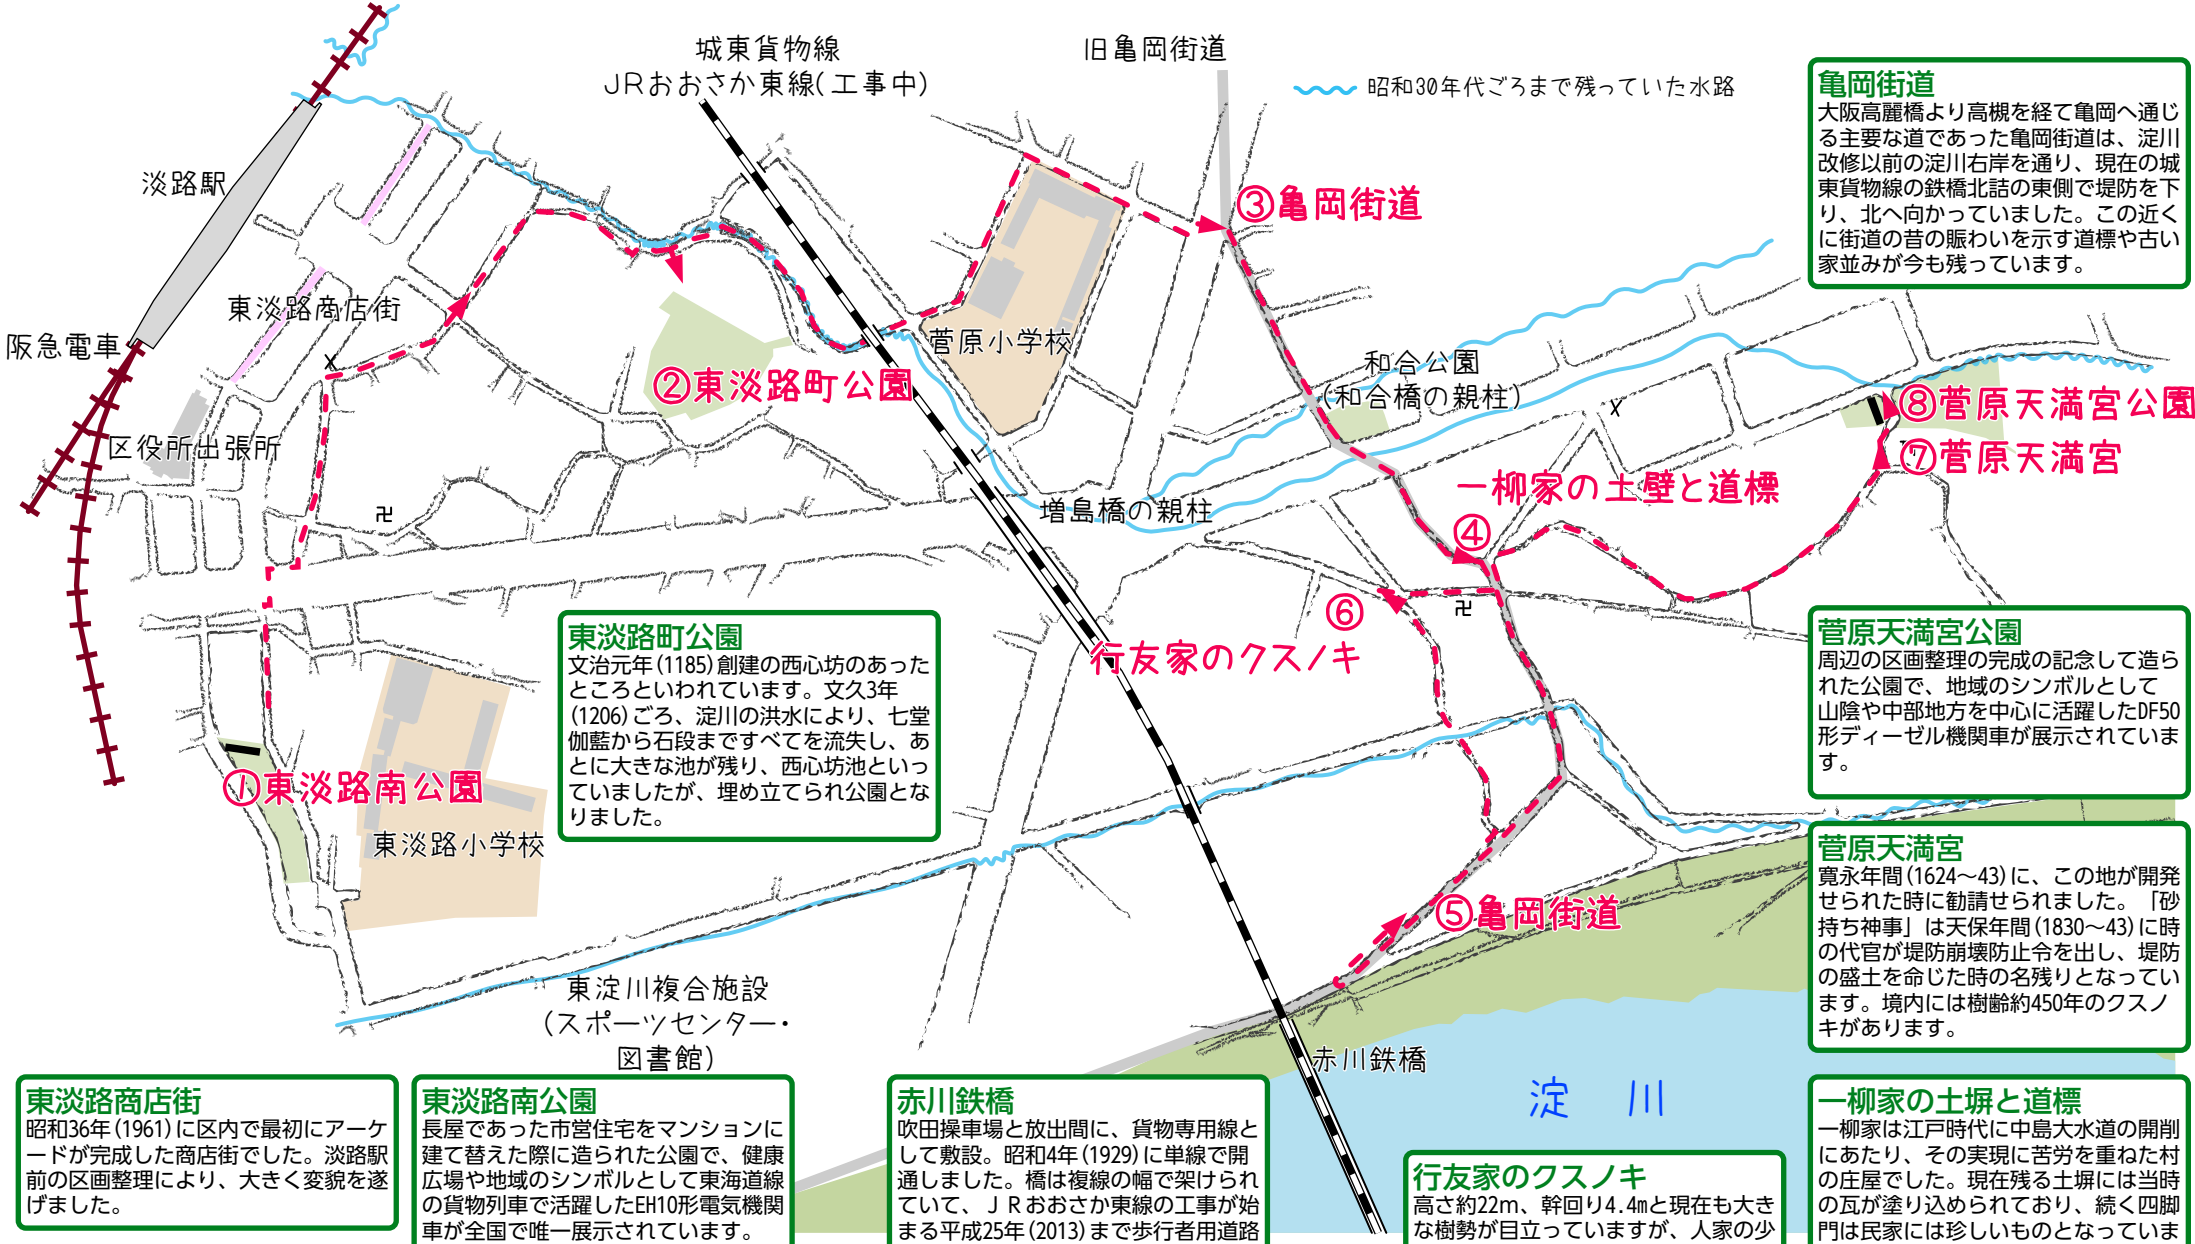 城東貨物線
JRおおさか東線(工事中)
旧亀岡街道
昭和30年代ごろまで残っていた水路
淡路駅
③亀岡街道
東淡路商店街
阪急電車
菅原小学校
②東淡路町公園
和合公園
(和合橋の親柱)
区役所出張所
⑧菅原天満宮公園
⑦菅原天満宮
一柳家の土壁と道標
④
増島橋の親柱
卍
⑥
卍
行友家のクスノキ
①東淡路南公園
東淡路小学校
⑤亀岡街道
東淀川複合施設
(スポーツセンター・
図書館)
赤川鉄橋
淀 川
亀岡街道
大阪高麗橋より高槻を経て亀岡へ通じ
る主要な道であった亀岡街道は、淀川
改修以前の淀川右岸を通り、現在の城
東貨物線の鉄橋北詰の東側で堤防を下
り、北へ向かっていました。この近く
に街道の昔の賑わいを示す道標や古い
家並みが今も残っています。
東淡路町公園
文治元年(1185)創建の西心坊のあった
ところといわれています。文久3年
(1206)ごろ、淀川の洪水により、七堂
伽藍から石段まですべてを流失し、あ
とに大きな池が残り、西心坊池といっ
ていましたが、埋め立てられ公園とな
りました。
菅原天満宮公園
周辺の区画整理の完成の記念して造ら
れた公園で、地域のシンボルとして
山陰や中部地方を中心に活躍したDF50
形ディーゼル機関車が展示されていま
す。
菅原天満宮
寛永年間(1624～43)に、この地が開発
せられた時に勧請せられました。「砂
持ち神事」は天保年間(1830～43)に時
の代官が堤防崩壊防止令を出し、堤防
の盛土を命じた時の名残りとなってい
ます。境内には樹齢約450年のクスノ
キがあります。
東淡路商店街
昭和36年(1961)に区内で最初にアーケ
ードが完成した商店街でした。淡路駅
前の区画整理により、大きく変貌を遂
げました。
東淡路南公園
長屋であった市営住宅をマンションに
建て替えた際に造られた公園で、健康
広場や地域のシンボルとして東海道線
の貨物列車で活躍したEH10形電気機関
車が全国で唯一展示されています。
赤川鉄橋
吹田操車場と放出間に、貨物専用線と
して敷設。昭和4年(1929)に単線で開
通しました。橋は複線の幅で架けられ
ていて、ＪＲおおさか東線の工事が始
まる平成25年(2013)まで歩行者用道路
行友家のクスノキ
高さ約22m、幹回り4.4mと現在も大き
な樹勢が目立っていますが、人家の少
一柳家の土塀と道標
一柳家は江戸時代に中島大水道の開削
にあたり、その実現に苦労を重ねた村
の庄屋でした。現在残る土塀には当時
の瓦が塗り込められており、続く四脚
門は民家には珍しいものとなっていま